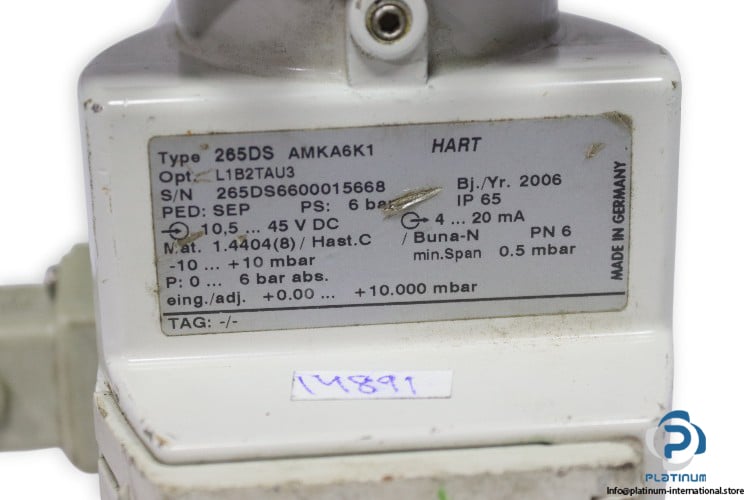 Type 265DS AMKA6K1 HART
Opt. L1B2TAU3
S/N 265DS6600015668 Bj./Yr. 2006
PED: SEP PS: 6 bar IP 65
10,5 ... 45 V DC 4 ... 20 mA
Mat. 1.4404(8) / Hast.C / Buna-N PN 6
-10 ... +10 mbar min.Span 0.5 mbar
P: 0 ... 6 bar abs.
eing./adj. +0.00 ... +10.000 mbar
TAG: -/-
MADE IN GERMANY
14891
PLATINUM
INTERNATIONAL
info@platinum-international.store